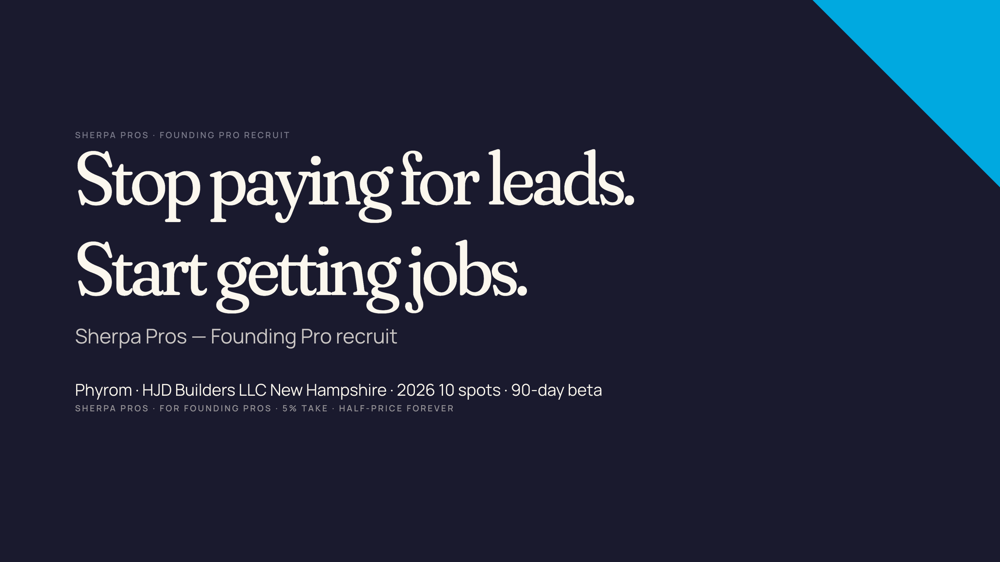 SHERPA PROS · FOUNDING PRO RECRUIT
Stop paying for leads.
Start getting jobs.
Sherpa Pros — Founding Pro recruit
Phyrom · HJD Builders LLC New Hampshire · 2026 10 spots · 90-day beta
SHERPA PROS · FOR FOUNDING PROS · 5% TAKE · HALF-PRICE FOREVER